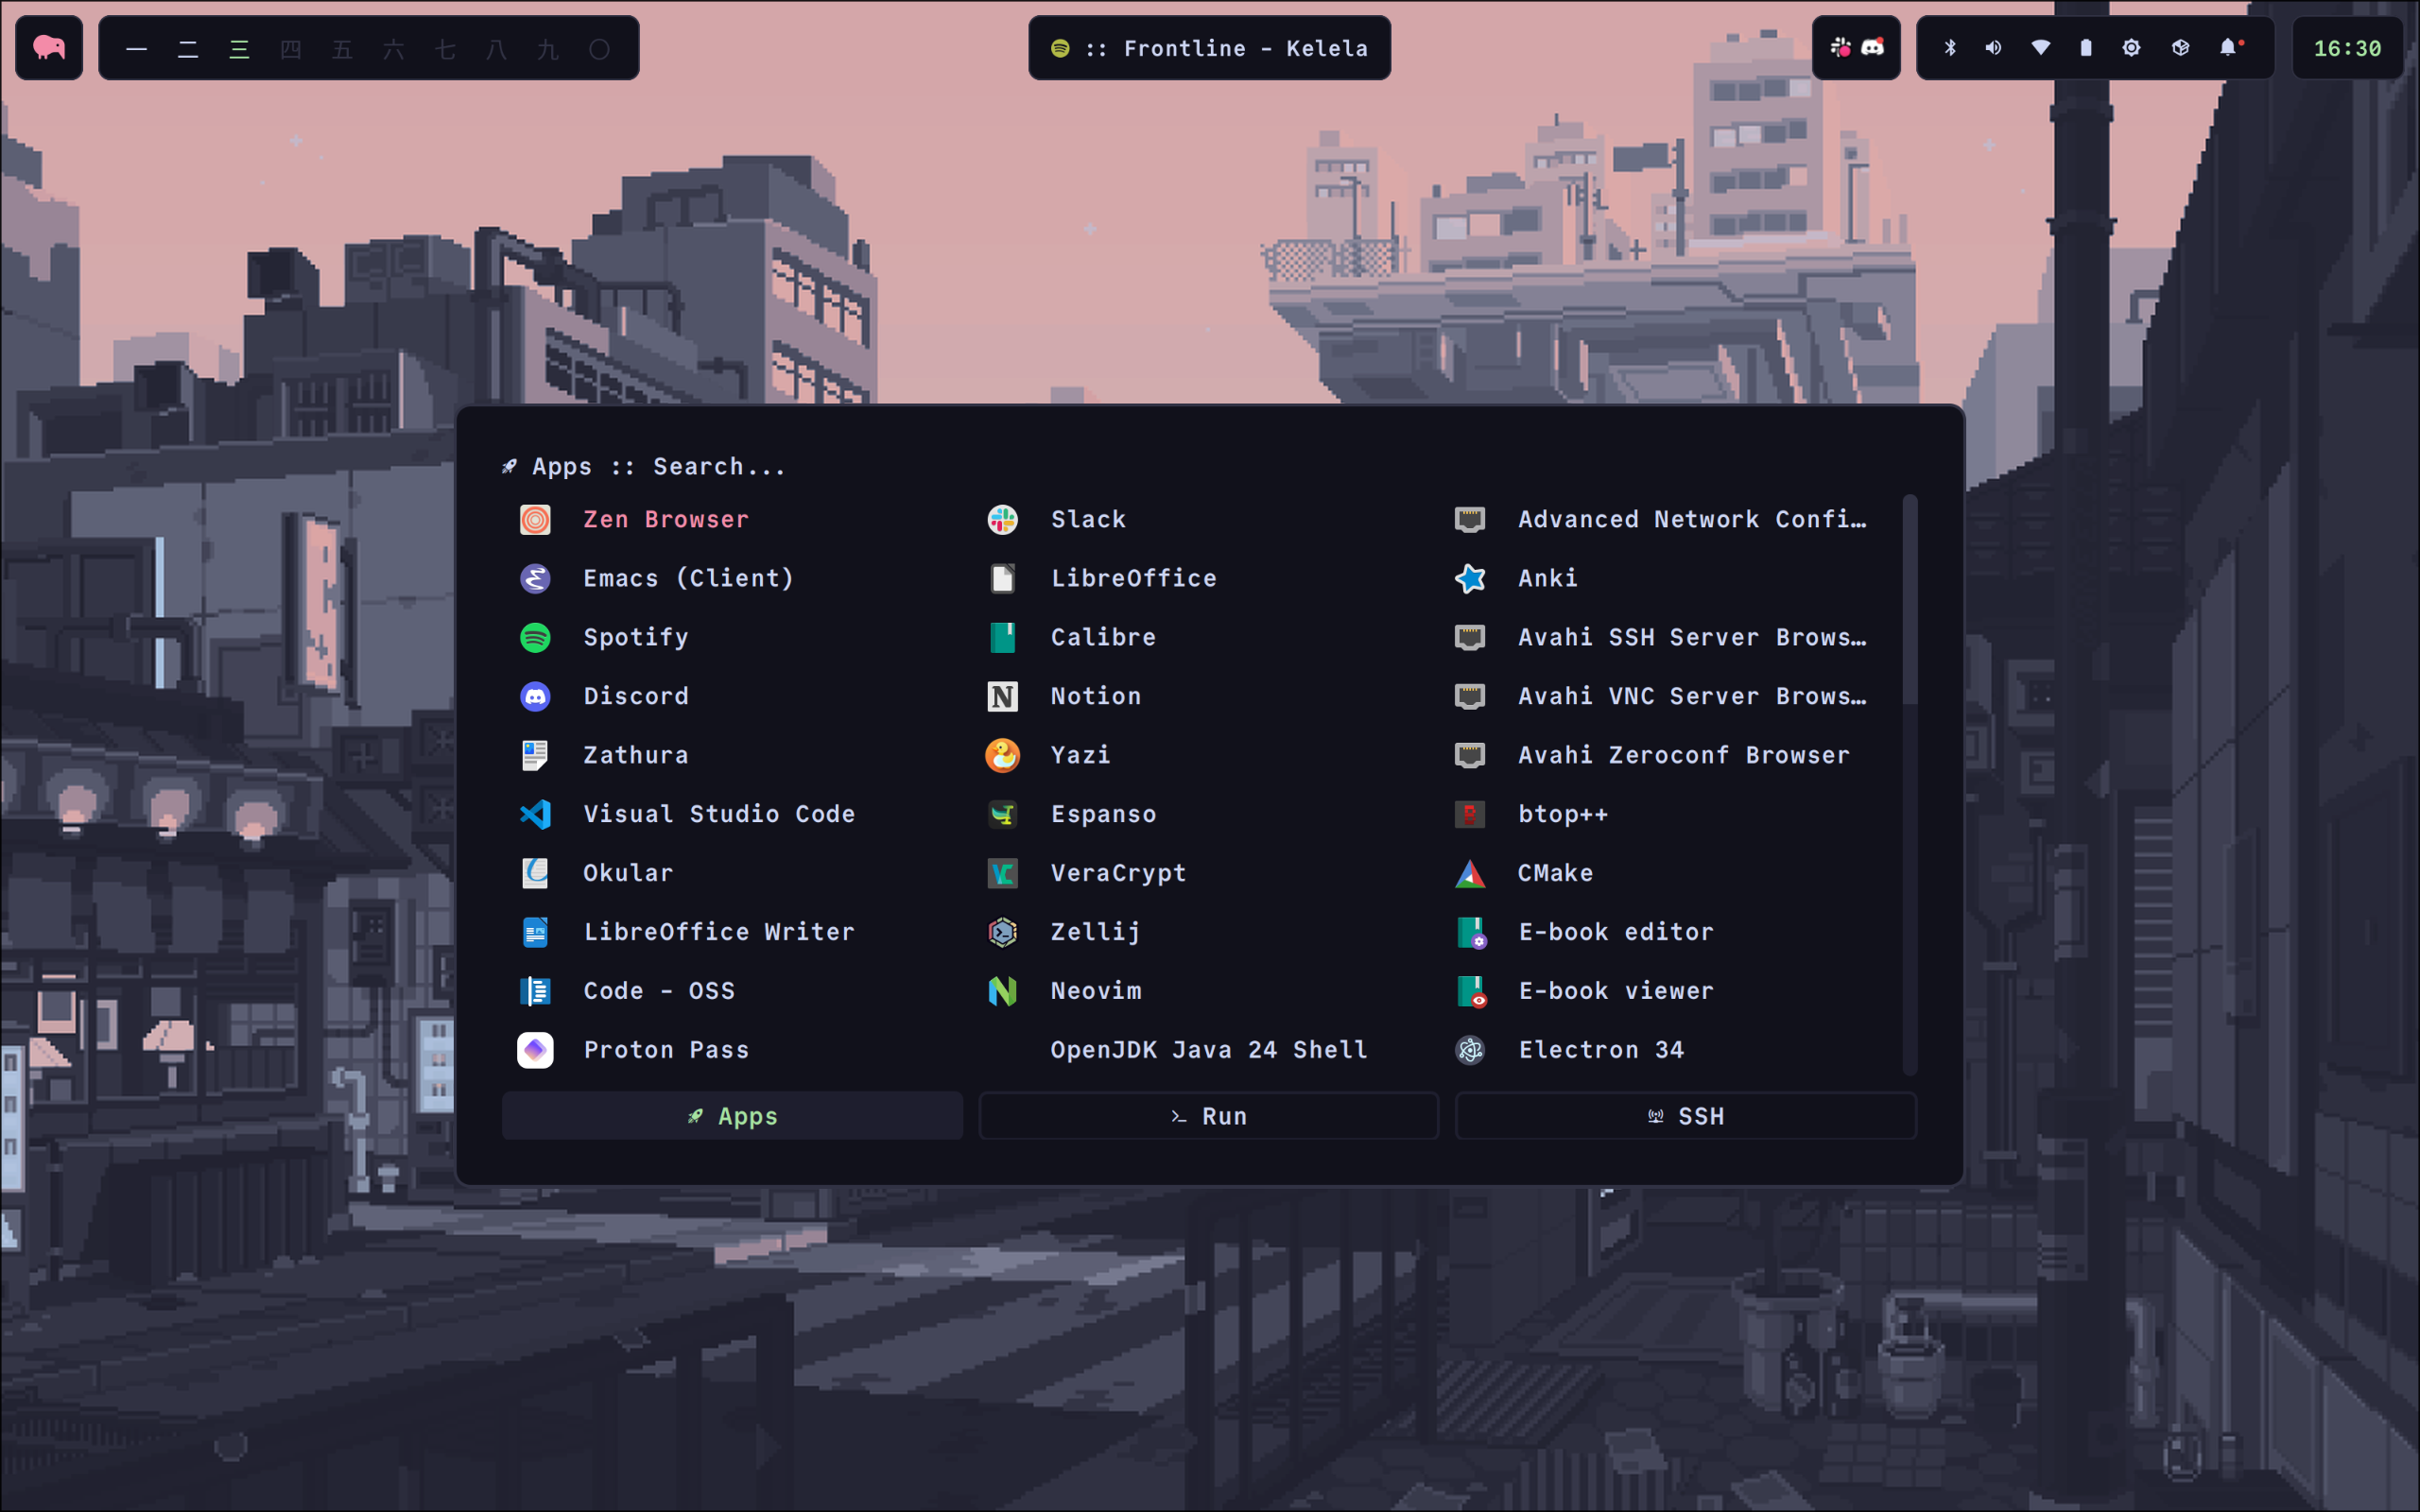 一 二 三 四 五 六 七 八 九 〇
:: Frontline - Kelela
16:30
Apps :: Search...
Zen Browser
Emacs (Client)
Spotify
Discord
Zathura
Visual Studio Code
Okular
LibreOffice Writer
Code - OSS
Proton Pass
Slack
LibreOffice
Calibre
Notion
Yazi
Espanso
VeraCrypt
Zellij
Neovim
OpenJDK Java 24 Shell
Advanced Network Confi…
Anki
Avahi SSH Server Brows…
Avahi VNC Server Brows…
Avahi Zeroconf Browser
btop++
CMake
E-book editor
E-book viewer
Electron 34
Apps
Run
SSH